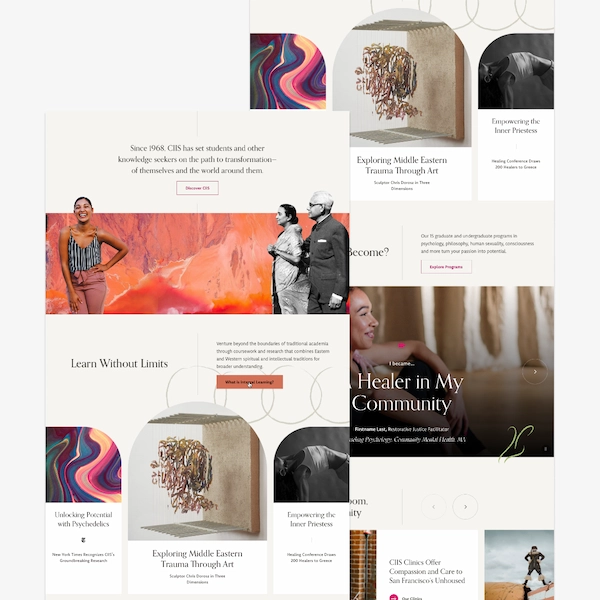 Since 1968, CIIS has set students and other
knowledge seekers on the path to transformation—
of themselves and the world around them.
Discover CIIS
Learn Without Limits
Venture beyond the boundaries of traditional academia
through coursework and research that combines Eastern
and Western spiritual and intellectual traditions for
broader understanding.
What is Integral Learning?
Unlocking Potential
with Psychedelics
New York Times Recognizes CIIS's
Groundbreaking Research
Exploring Middle Eastern
Trauma Through Art
Sculptor Chris Dorosa in Three
Dimensions
Empowering the
Inner Priestess
Healing Conference Draws
200 Healers to Greece
Exploring Middle Eastern
Trauma Through Art
Sculptor Chris Dorosa in Three
Dimensions
Empowering the
Inner Priestess
Healing Conference Draws
200 Healers to Greece
Become?
Our 15 graduate and undergraduate programs in
psychology, philosophy, human sexuality, consciousness
and more turn your passion into potential.
Explore Programs
I became...
Healer in My
Community
Firstname Last, Restorative Justice Facilitator
Psychology, Community Mental Health, MA
CIIS Clinics Offer
Compassion and Care to
San Francisco's Unhoused
Our Clinics